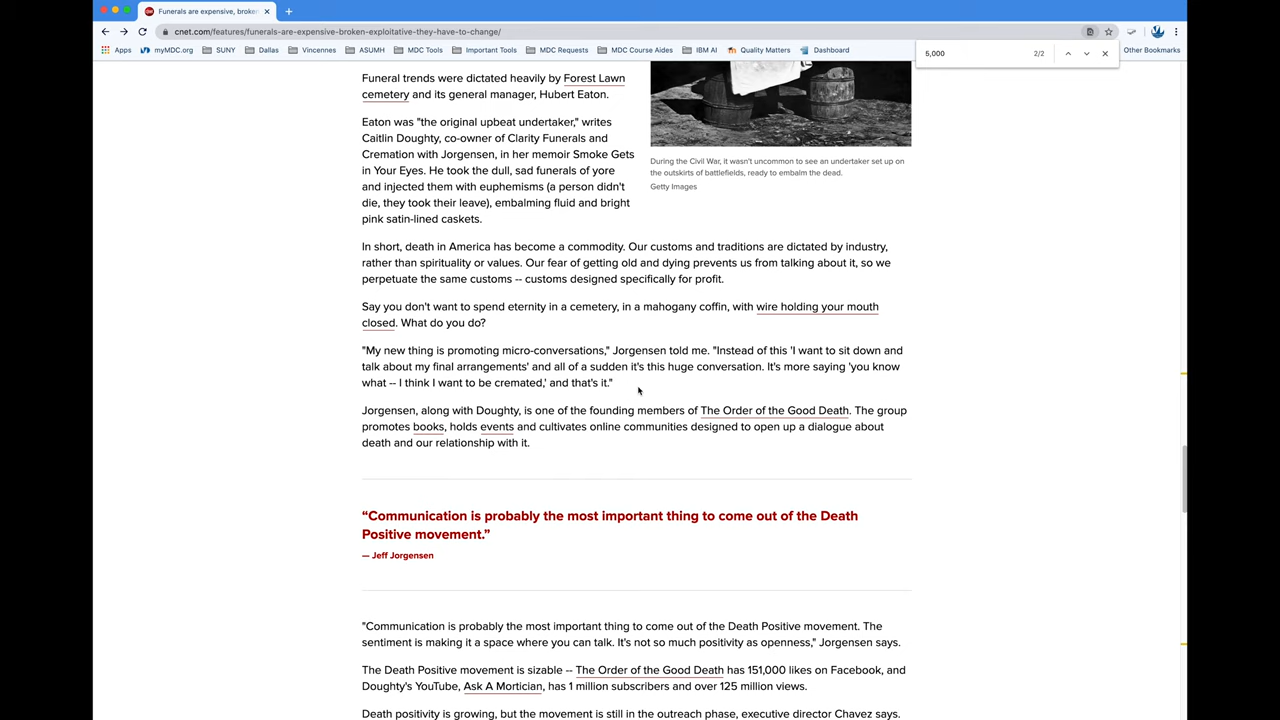 Funerals are expensive, broke
cnet.com/features/funerals-are-expensive-broken-exploitative-they-have-to-change/
Apps myMDC.org SUNY Dallas Vincennes ASUMH MDC Tools Important Tools MDC Requests MDC Course Aides IBM AI Quality Matters Dashboard Other Bookmarks
5,000 2/2
Funeral trends were dictated heavily by Forest Lawn
cemetery and its general manager, Hubert Eaton.
Eaton was "the original upbeat undertaker," writes
Caitlin Doughty, co-owner of Clarity Funerals and
Cremation with Jorgensen, in her memoir Smoke Gets
in Your Eyes. He took the dull, sad funerals of yore
and injected them with euphemisms (a person didn't
die, they took their leave), embalming fluid and bright
pink satin-lined caskets.
During the Civil War, it wasn't uncommon to see an undertaker set up on
the outskirts of battlefields, ready to embalm the dead.
Getty Images
In short, death in America has become a commodity. Our customs and traditions are dictated by industry,
rather than spirituality or values. Our fear of getting old and dying prevents us from talking about it, so we
perpetuate the same customs -- customs designed specifically for profit.
Say you don't want to spend eternity in a cemetery, in a mahogany coffin, with wire holding your mouth
closed. What do you do?
"My new thing is promoting micro-conversations," Jorgensen told me. "Instead of this 'I want to sit down and
talk about my final arrangements' and all of a sudden it's this huge conversation. It's more saying 'you know
what -- I think I want to be cremated,' and that's it."
Jorgensen, along with Doughty, is one of the founding members of The Order of the Good Death. The group
promotes books, holds events and cultivates online communities designed to open up a dialogue about
death and our relationship with it.
“Communication is probably the most important thing to come out of the Death
Positive movement.”
— Jeff Jorgensen
"Communication is probably the most important thing to come out of the Death Positive movement. The
sentiment is making it a space where you can talk. It's not so much positivity as openness," Jorgensen says.
The Death Positive movement is sizable -- The Order of the Good Death has 151,000 likes on Facebook, and
Doughty's YouTube, Ask A Mortician, has 1 million subscribers and over 125 million views.
Death positivity is growing, but the movement is still in the outreach phase, executive director Chavez says.